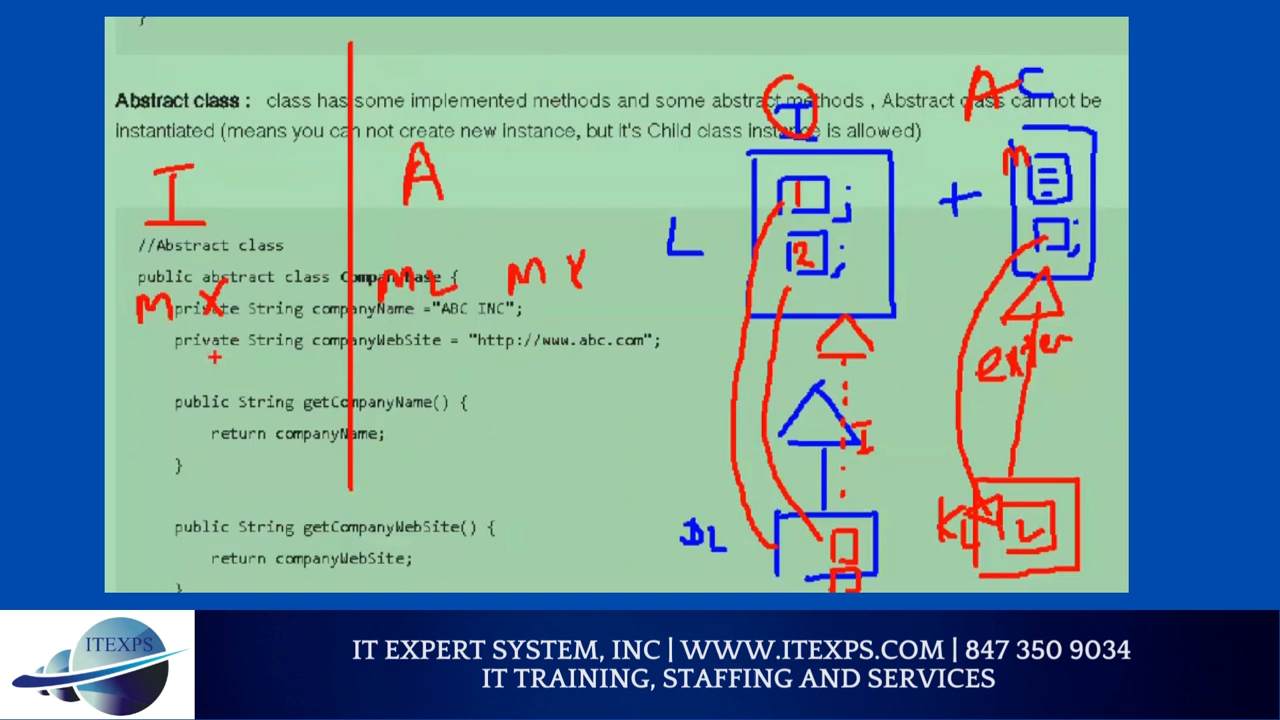 }
Abstract class : class has some implemented methods and some abstract methods , Abstract class can not be
instantiated (means you can not create new instance, but it's Child class instance is allowed)
I
A
I
A C
//Abstract class
public abstract class CompanyBase {
private String companyName ="ABC INC";
private String companyWebSite = "http://www.abc.com";
public String getCompanyName() {
return companyName;
}
public String getCompanyWebSite() {
return companyWebSite;
}
M X
M
M
L
1 ;
2 ;
+
M
;
I
ITEXPS
IT EXPERT SYSTEM, INC | WWW.ITEXPS.COM | 847 350 9034
IT TRAINING, STAFFING AND SERVICES